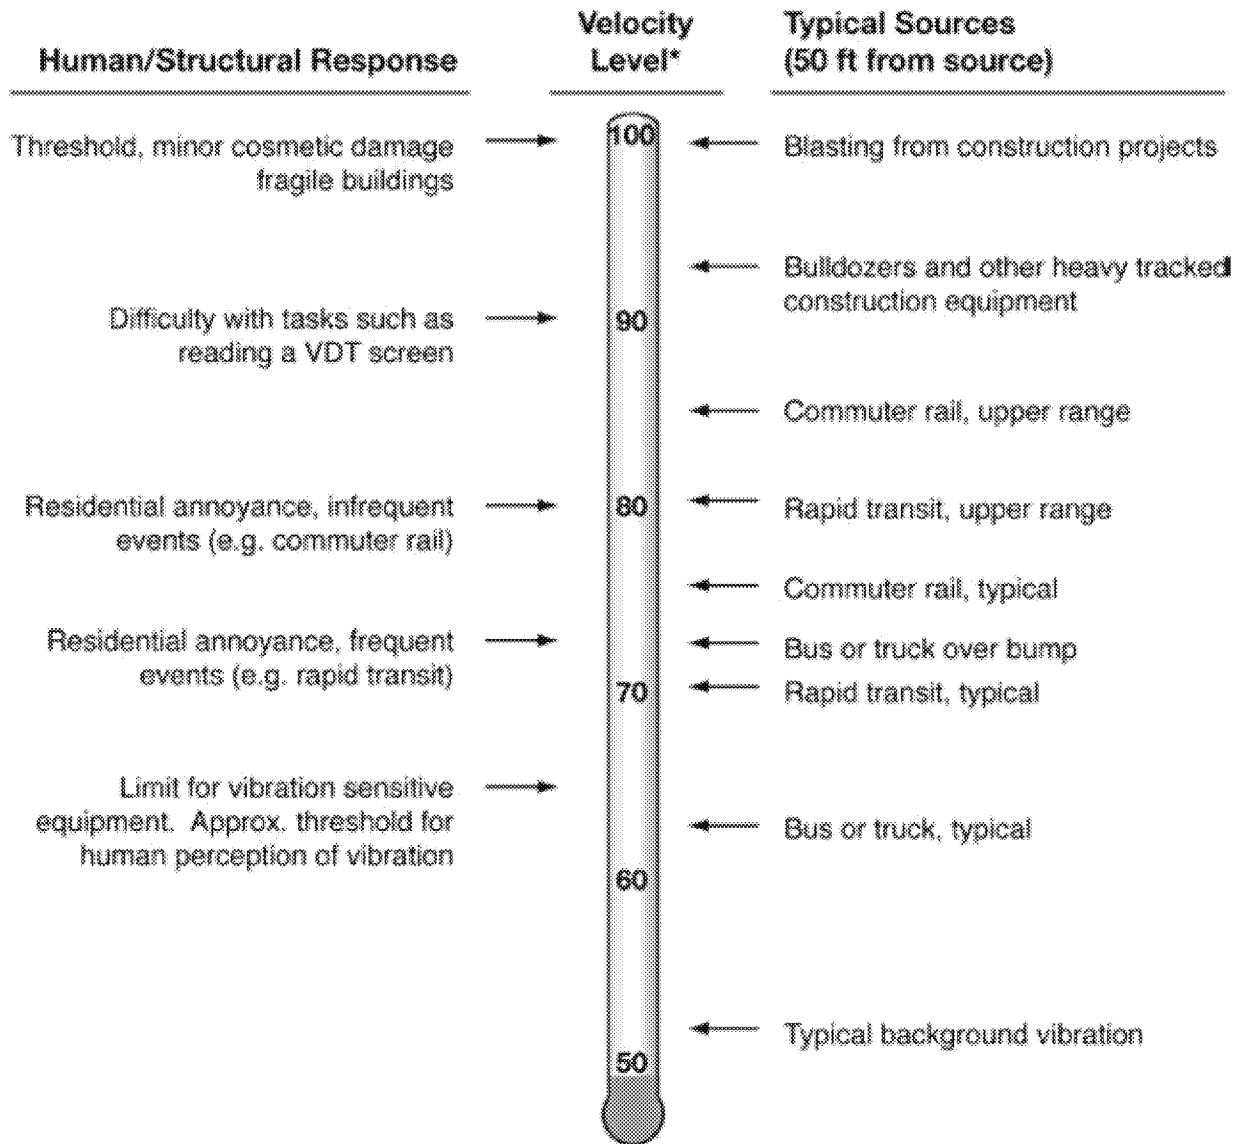 Human/Structural Response
Velocity
Level*
Typical Sources
(50 ft from source)
Threshold, minor cosmetic damage
fragile buildings
100
Blasting from construction projects
Bulldozers and other heavy tracked
construction equipment
Difficulty with tasks such as
reading a VDT screen
90
Commuter rail, upper range
Residential annoyance, infrequent
events (e.g. commuter rail)
80
Rapid transit, upper range
Commuter rail, typical
Residential annoyance, frequent
events (e.g. rapid transit)
Bus or truck over bump
70
Rapid transit, typical
Limit for vibration sensitive
equipment. Approx. threshold for
human perception of vibration
Bus or truck, typical
60
Typical background vibration
50